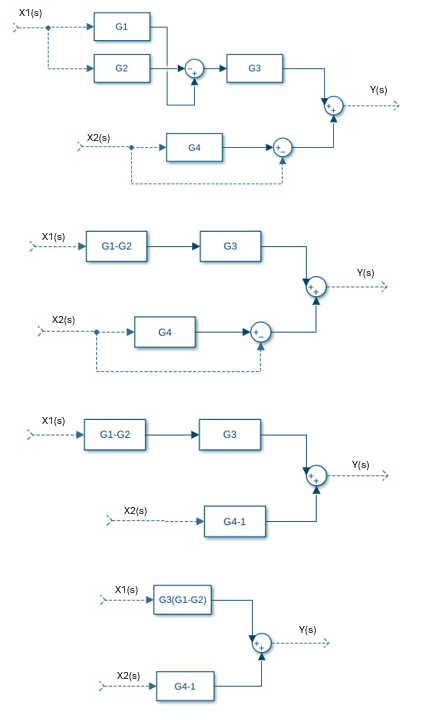 X1(s)
G1
G2
-
+
G3
Y(s)
+
+
X2(s)
G4
+
-
X1(s)
G1-G2
G3
Y(s)
+
+
X2(s)
G4
+
-
X1(s)
G1-G2
G3
Y(s)
+
+
X2(s)
G4-1
X1(s)
G3(G1-G2)
Y(s)
+
+
X2(s)
G4-1